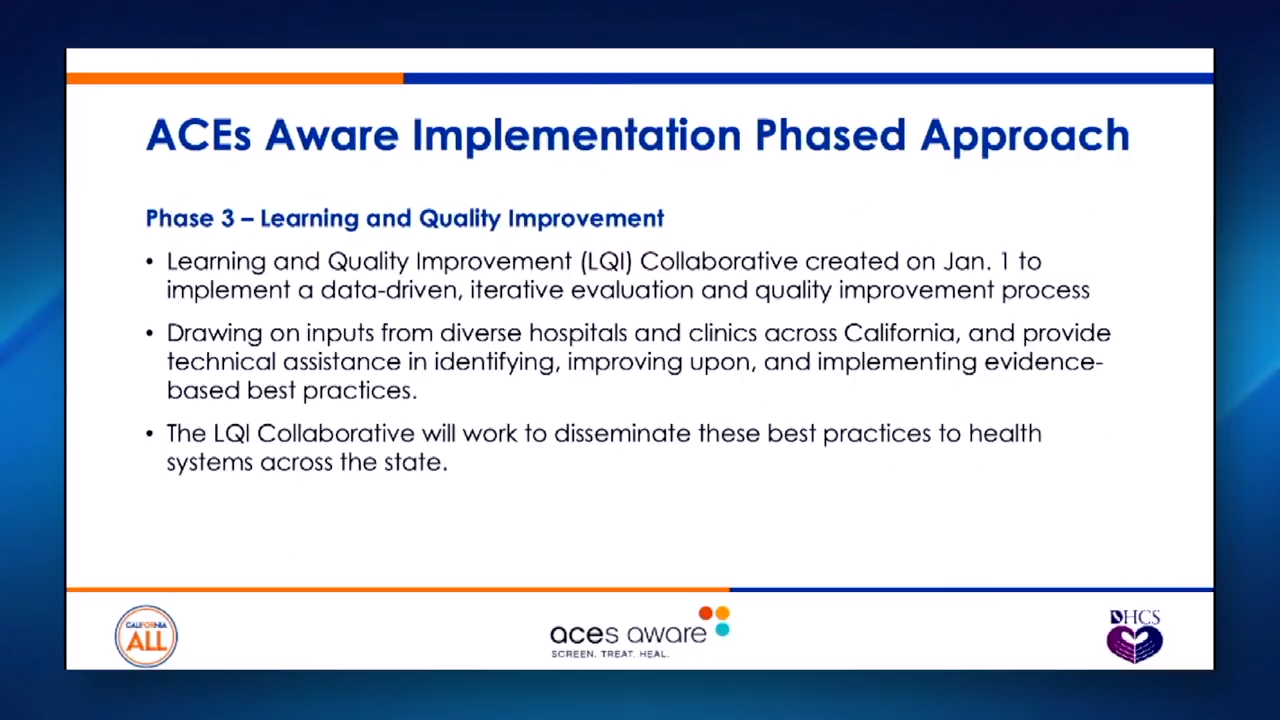 ACEs Aware Implementation Phased Approach
Phase 3 – Learning and Quality Improvement
• Learning and Quality Improvement (LQI) Collaborative created on Jan. 1 to
implement a data-driven, iterative evaluation and quality improvement process
• Drawing on inputs from diverse hospitals and clinics across California, and provide
technical assistance in identifying, improving upon, and implementing evidence-
based best practices.
• The LQI Collaborative will work to disseminate these best practices to health
systems across the state.
CALIFORNIA
ALL
aces aware
SCREEN. TREAT. HEAL.
DHCS